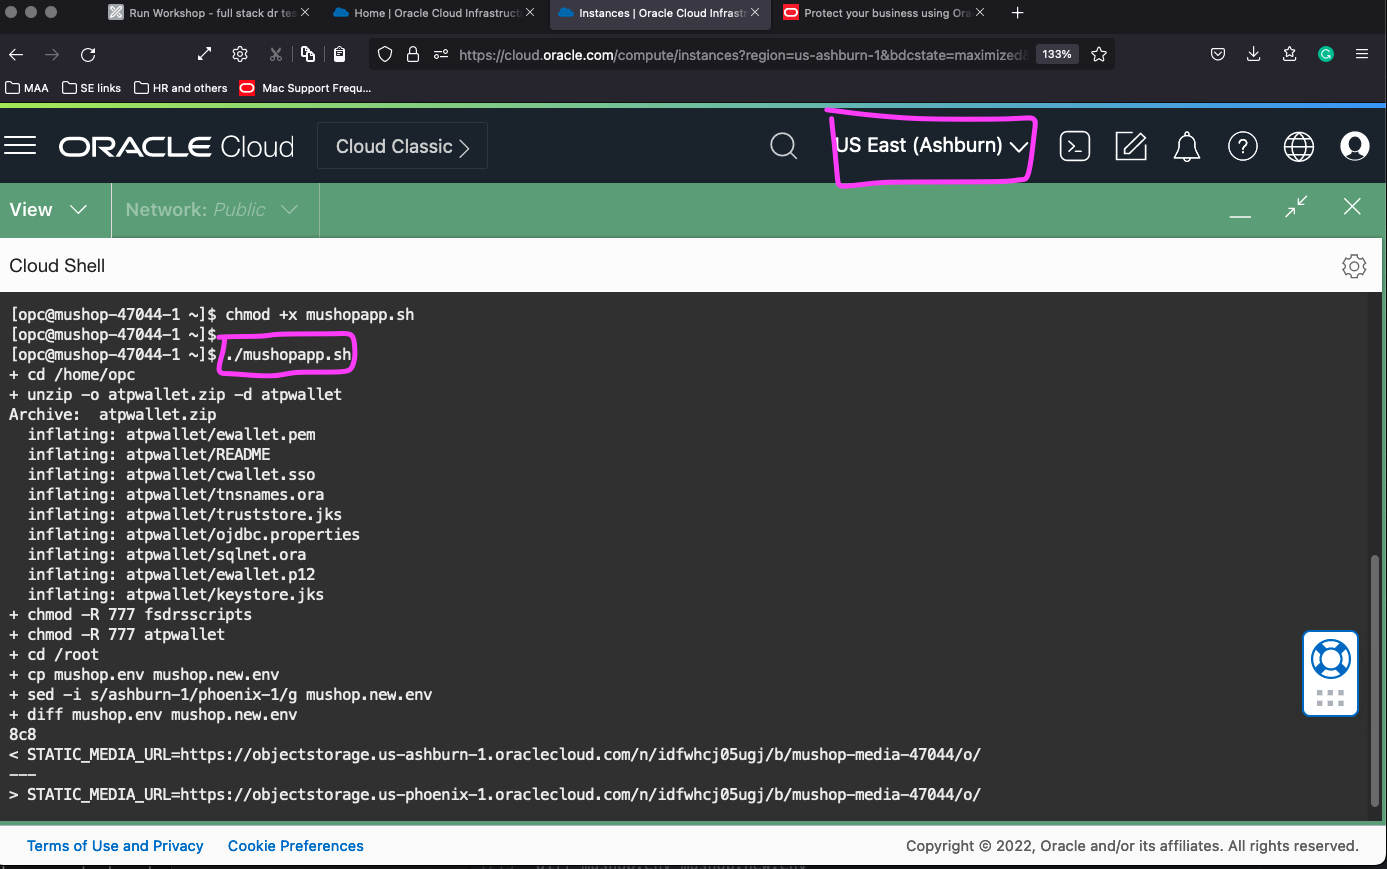 Run Workshop - full stack dr tes
Home | Oracle Cloud Infrastruct
Instances | Oracle Cloud Infrastr
Protect your business using Ora
https://cloud.oracle.com/compute/instances?region=us-ashburn-1&bdcstate=maximized&
133%
MAA
SE links
HR and others
Mac Support Frequ...
ORACLE Cloud
Cloud Classic
US East (Ashburn)
View
Network: Public
Cloud Shell
[opc@mushop-47044-1 ~]$ chmod +x mushopapp.sh
[opc@mushop-47044-1 ~]$
[opc@mushop-47044-1 ~]$ ./mushopapp.sh
+ cd /home/opc
+ unzip -o atpwallet.zip -d atpwallet
Archive:  atpwallet.zip
  inflating: atpwallet/ewallet.pem
  inflating: atpwallet/README
  inflating: atpwallet/cwallet.sso
  inflating: atpwallet/tnsnames.ora
  inflating: atpwallet/truststore.jks
  inflating: atpwallet/ojdbc.properties
  inflating: atpwallet/sqlnet.ora
  inflating: atpwallet/ewallet.p12
  inflating: atpwallet/keystore.jks
+ chmod -R 777 fsdrsscripts
+ chmod -R 777 atpwallet
+ cd /root
+ cp mushop.env mushop.new.env
+ sed -i s/ashburn-1/phoenix-1/g mushop.new.env
+ diff mushop.env mushop.new.env
8c8
< STATIC_MEDIA_URL=https://objectstorage.us-ashburn-1.oraclecloud.com/n/idfwhcj05ugj/b/mushop-media-47044/o/
---
> STATIC_MEDIA_URL=https://objectstorage.us-phoenix-1.oraclecloud.com/n/idfwhcj05ugj/b/mushop-media-47044/o/
Terms of Use and Privacy
Cookie Preferences
Copyright © 2022, Oracle and/or its affiliates. All rights reserved.